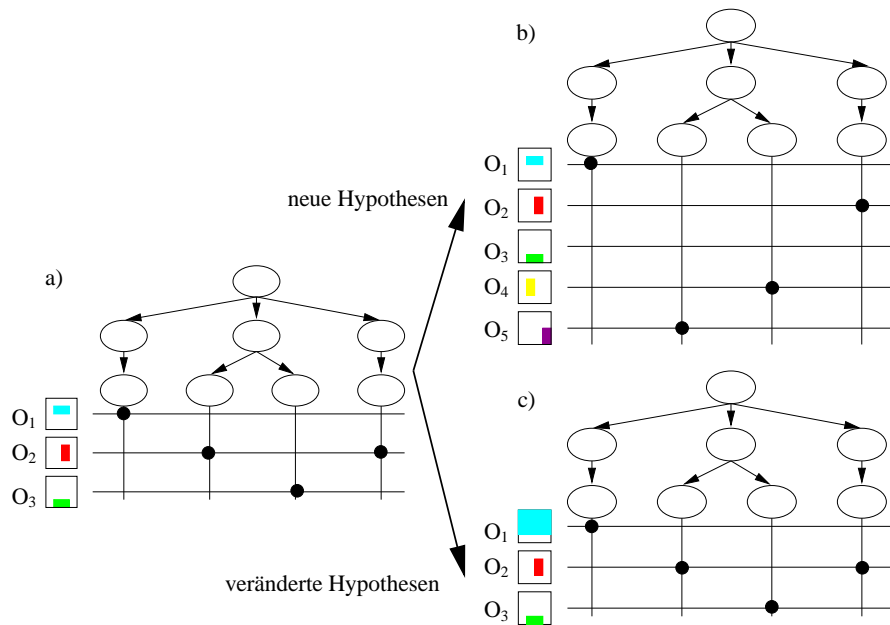 b)
O1
O2
O3
O4
O5
neue Hypothesen
a)
O1
O2
O3
c)
O1
O2
O3
veränderte Hypothesen